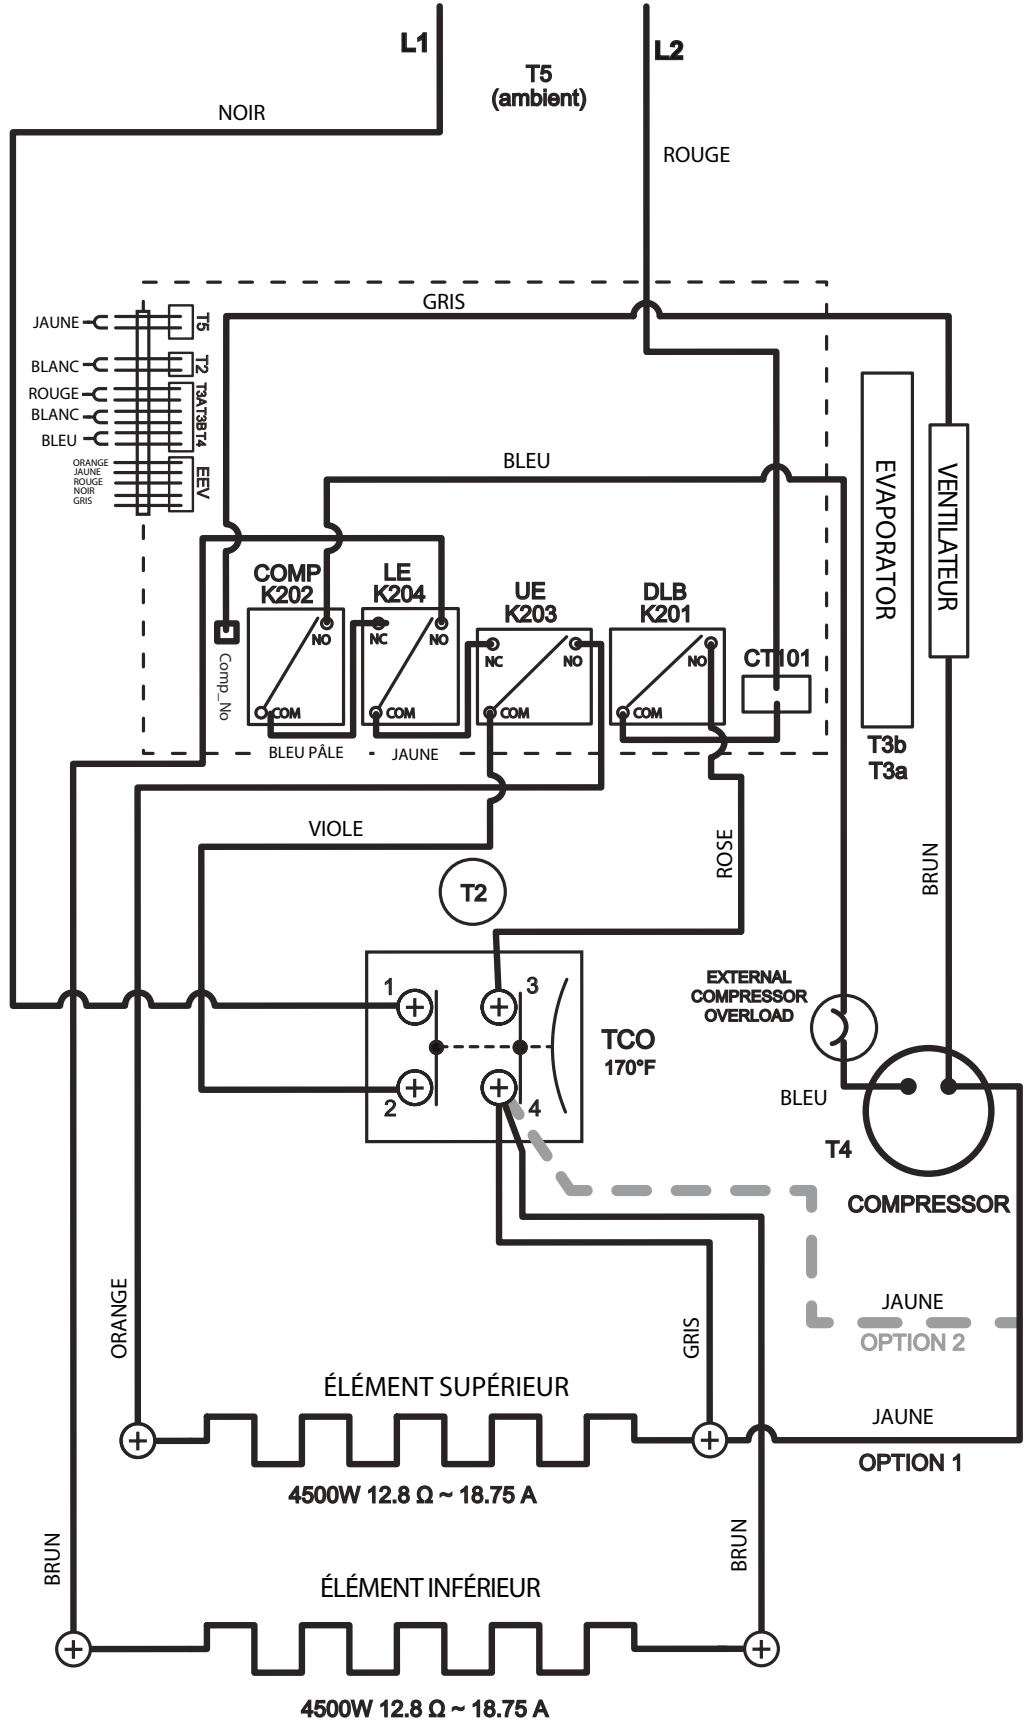 L1
L2
T5
(ambient)
NOIR
ROUGE
GRIS
JAUNE
T5
BLANC
T2
ROUGE
BLANC
BLEU
T3AT3BT4
ORANGE
JAUNE
ROUGE
NOIR
GRIS
EEV
BLEU
EVAPORATOR
VENTILATEUR
COMP
K202
LE
K204
UE
K203
DLB
K201
NO
NC
NO
NC
NO
NO
CT101
Comp_No
COM
COM
COM
COM
BLEU PÂLE
JAUNE
T3b
T3a
VIOLE
ROSE
BRUN
T2
1
3
2
4
TCO
170°F
EXTERNAL
COMPRESSOR
OVERLOAD
BLEU
T4
COMPRESSOR
ORANGE
GRIS
JAUNE
OPTION 2
ÉLÉMENT SUPÉRIEUR
JAUNE
OPTION 1
4500W 12.8 Ω ~ 18.75 A
BRUN
BRUN
ÉLÉMENT INFÉRIEUR
4500W 12.8 Ω ~ 18.75 A